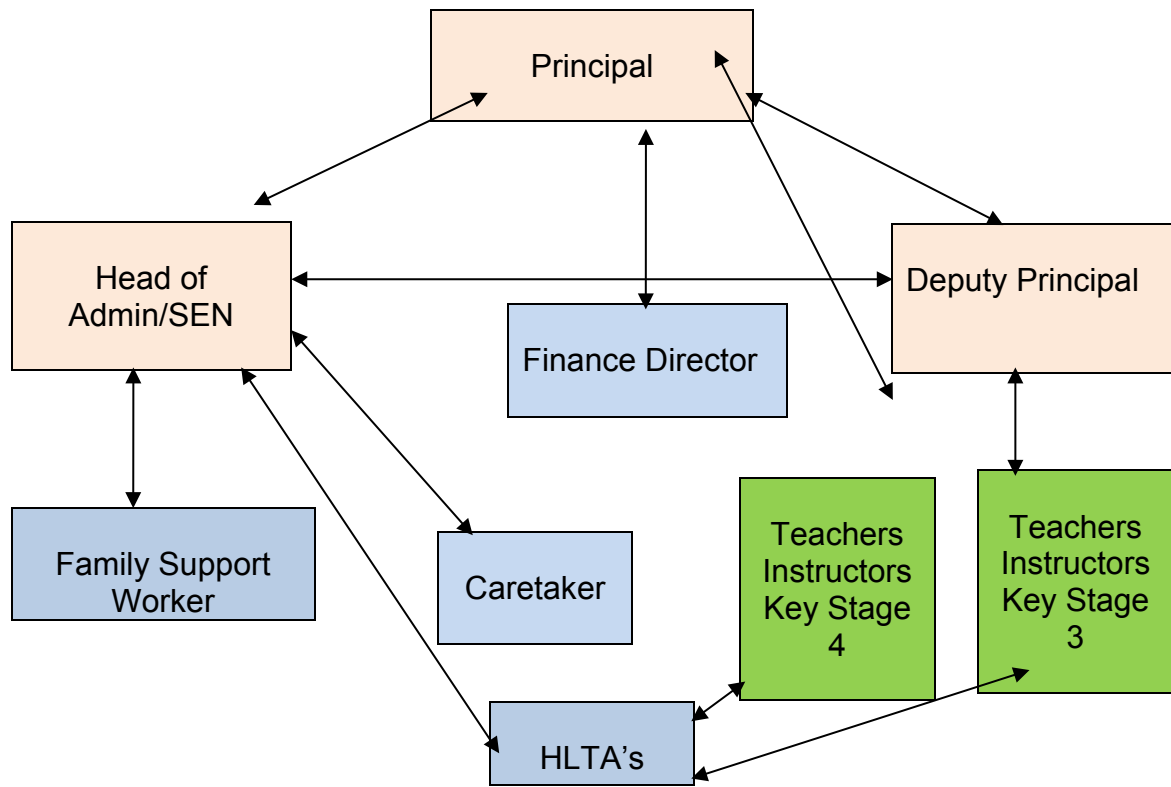 Principal
Head of
Admin/SEN
Deputy Principal
Finance Director
Family Support
Worker
Caretaker
Teachers
Instructors
Key Stage
4
Teachers
Instructors
Key Stage
3
HLTA’s